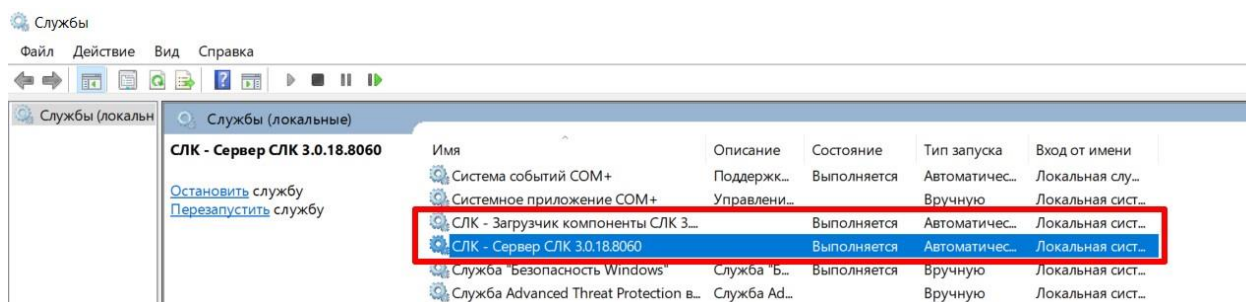 Службы
Файл Действие Вид Справка
Службы (локальн
Службы (локальные)
СЛК - Сервер СЛК 3.0.18.8060
Остановить службу
Перезапустить службу
Имя Описание Состояние Тип запуска Вход от имени
Система событий COM+ Поддержк... Выполняется Автоматичес... Локальная слу...
Системное приложение COM+ Управлени... Вручную Локальная сист...
СЛК - Загрузчик компоненты СЛК 3.... Выполняется Автоматичес... Локальная сист...
СЛК - Сервер СЛК 3.0.18.8060 Выполняется Автоматичес... Локальная сист...
Служба "Безопасность Windows" Служба "Б... Выполняется Вручную Локальная сист...
Служба Advanced Threat Protection в... Служба Ad... Вручную Локальная сист...